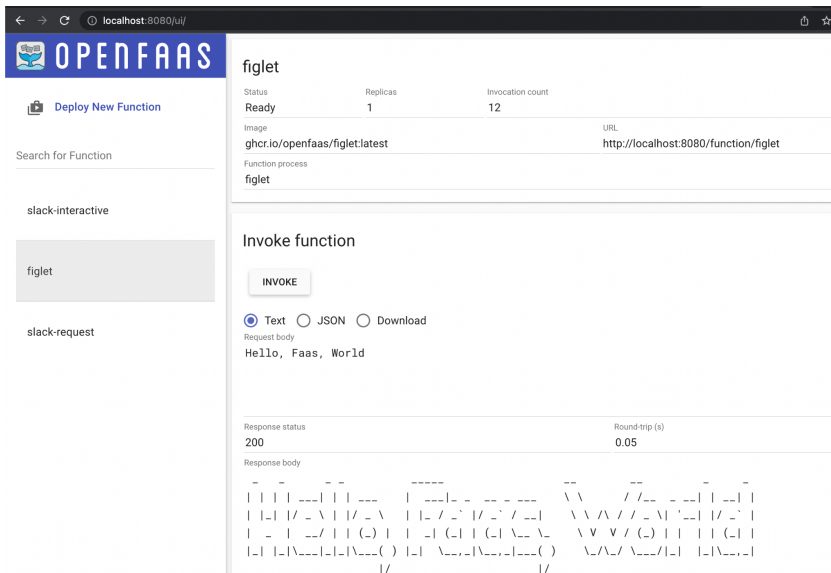 localhost:8080/ui/
OPENFAAS
Deploy New Function
Search for Function
slack-interactive
figlet
slack-request
figlet
Status Replicas Invocation count
Ready 1 12
Image URL
ghcr.io/openfaas/figlet:latest http://localhost:8080/function/figlet
Function process
figlet
Invoke function
INVOKE
Text JSON Download
Request body
Hello, Faas, World
Response status Round-trip (s)
200 0.05
Response body
Hello, Faas, World